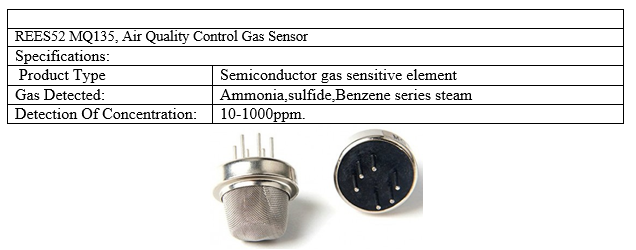 REES52 MQ135, Air Quality Control Gas Sensor
Specifications:
Product Type Semiconductor gas sensitive element
Gas Detected: Ammonia,sulfide,Benzene series steam
Detection Of Concentration: 10-1000ppm.